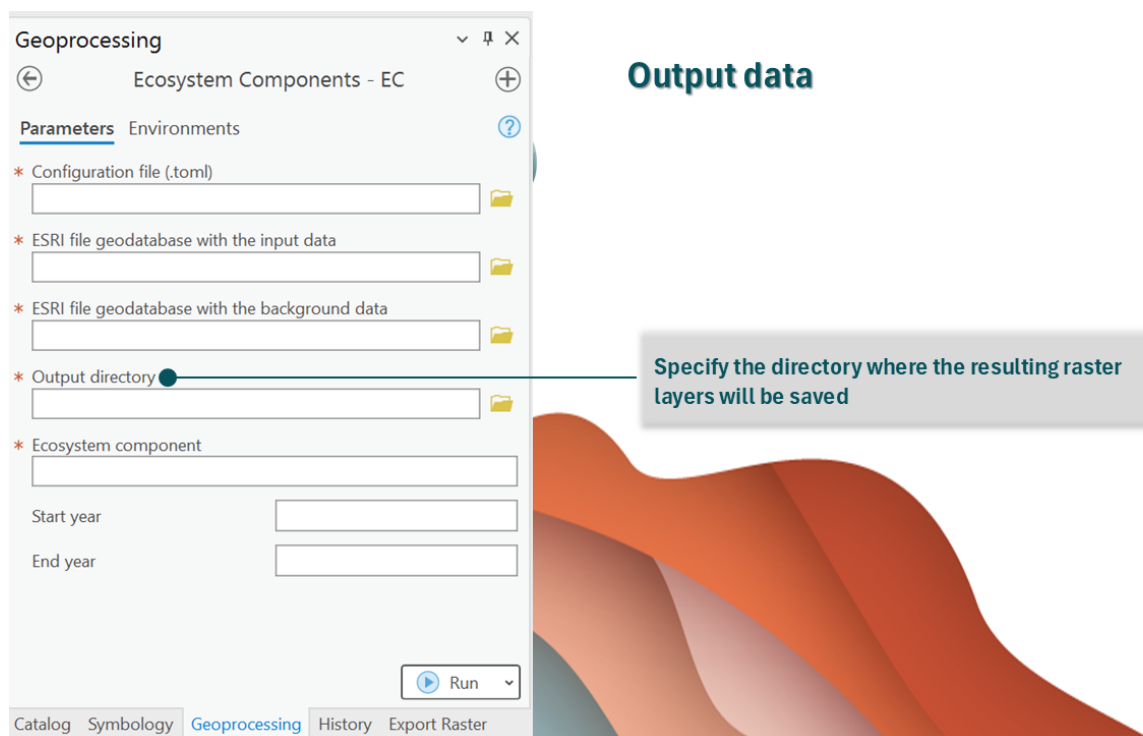 Geoprocessing
Ecosystem Components - EC
Parameters Environments
* Configuration file (.toml)
* ESRI file geodatabase with the input data
* ESRI file geodatabase with the background data
* Output directory
* Ecosystem component
Start year
End year
Run
Catalog Symbology Geoprocessing History Export Raster
Output data
Specify the directory where the resulting raster
layers will be saved